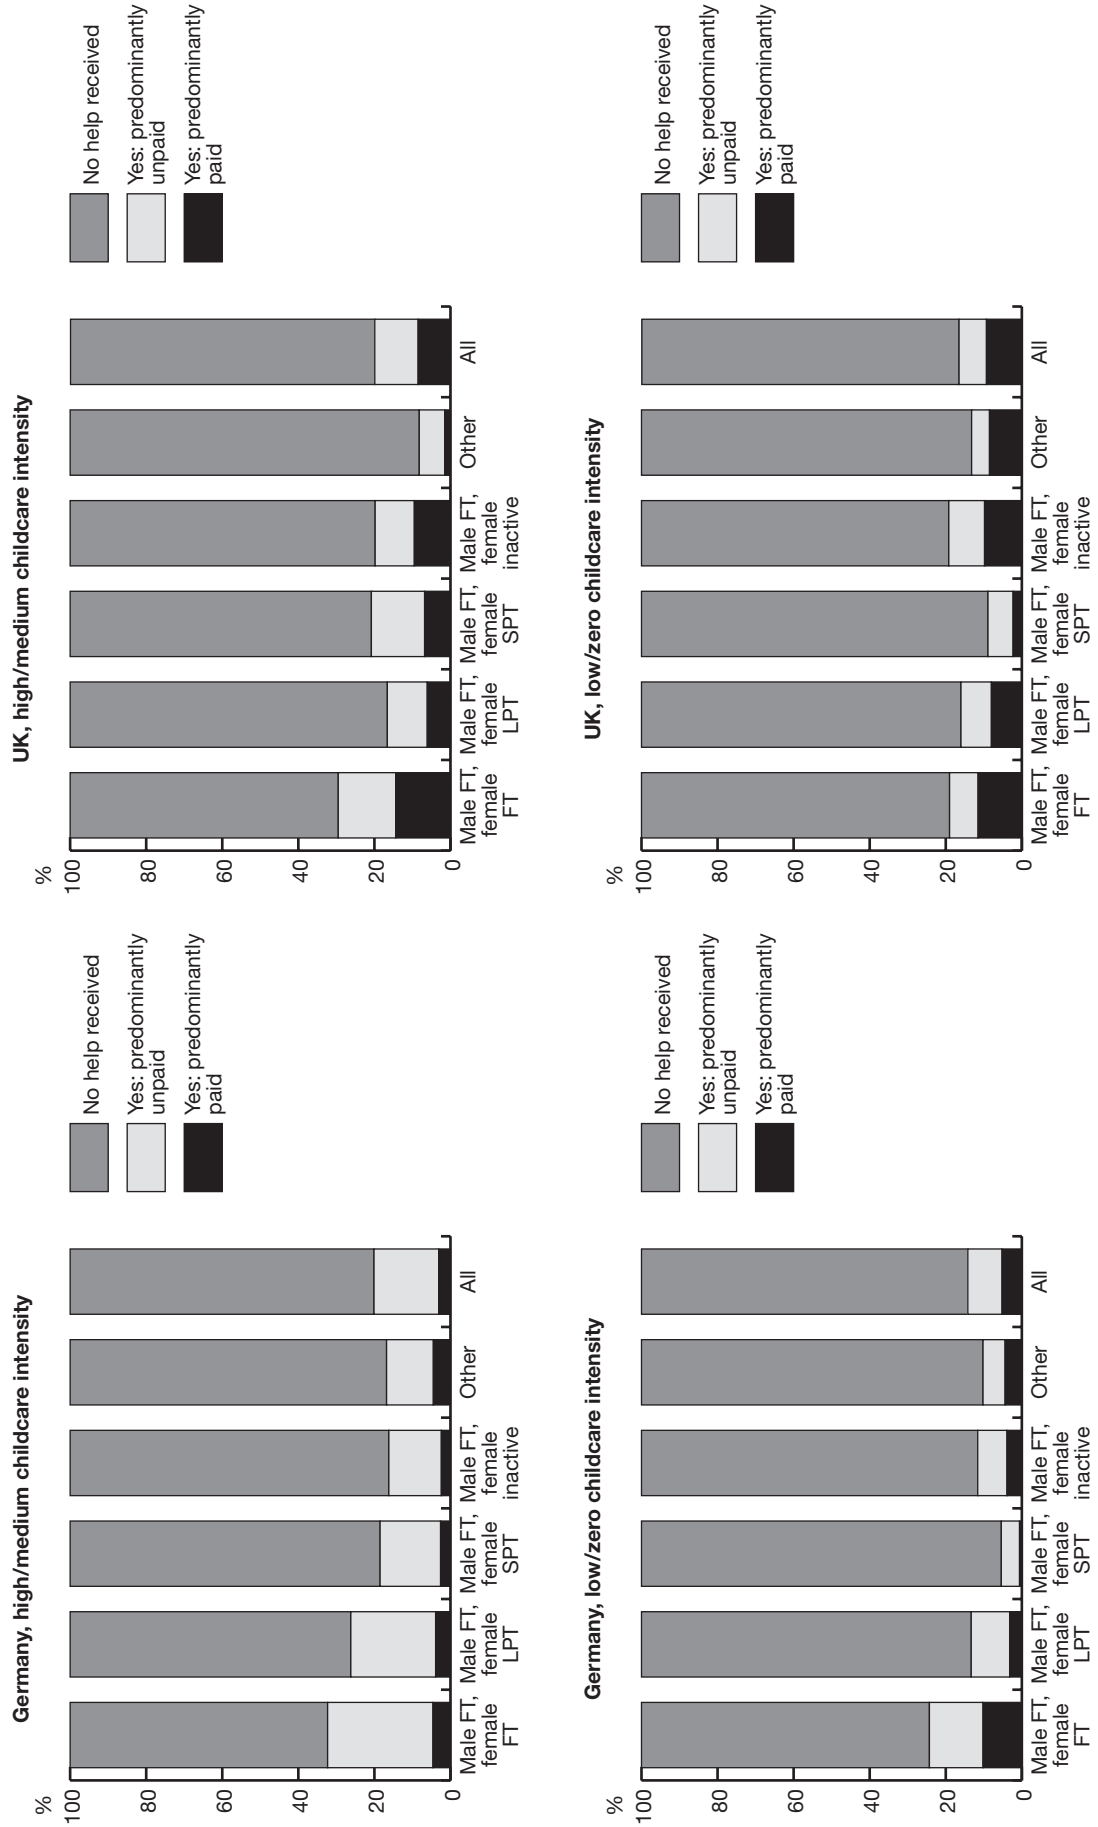 Germany, high/medium childcare intensity
%
100
80
60
40
20
0
Male FT,
female
FT
Male FT,
female
LPT
Male FT,
female
SPT
Male FT,
female
inactive
Other
All
No help received
Yes: predominantly
unpaid
Yes: predominantly
paid
UK, high/medium childcare intensity
%
100
80
60
40
20
0
Male FT,
female
FT
Male FT,
female
LPT
Male FT,
female
SPT
Male FT,
female
inactive
Other
All
No help received
Yes: predominantly
unpaid
Yes: predominantly
paid
Germany, low/zero childcare intensity
%
100
80
60
40
20
0
Male FT,
female
FT
Male FT,
female
LPT
Male FT,
female
SPT
Male FT,
female
inactive
Other
All
No help received
Yes: predominantly
unpaid
Yes: predominantly
paid
UK, low/zero childcare intensity
%
100
80
60
40
20
0
Male FT,
female
FT
Male FT,
female
LPT
Male FT,
female
SPT
Male FT,
female
inactive
Other
All
No help received
Yes: predominantly
unpaid
Yes: predominantly
paid